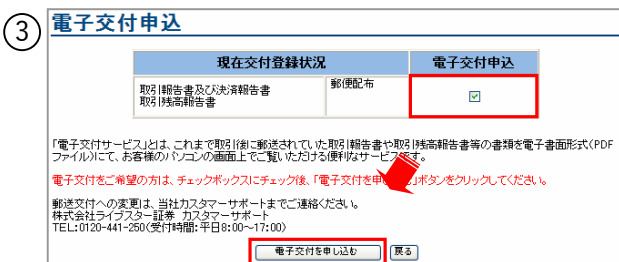 ③
電子交付申込
現在交付登録状況 電子交付申込
取引報告書及び決済報告書 郵便配布
取引残高報告書
「電子交付サービス」とは、これまで取引後に郵送されていた取引報告書や取引残高報告書等の書類を電子書面形式(PDF
ファイル)にて、お客様のパソコンの画面上でご覧いただける便利なサービスです。
電子交付をご希望の方は、チェックボックスにチェック後、「電子交付を申し込む」ボタンをクリックしてください。
郵送交付への変更は、当社カスタマーサポートまでご連絡ください。
株式会社ライブスター証券 カスタマーサポート
TEL:0120-441-250(受付時間:平日8:00～17:00)
電子交付を申し込む 戻る